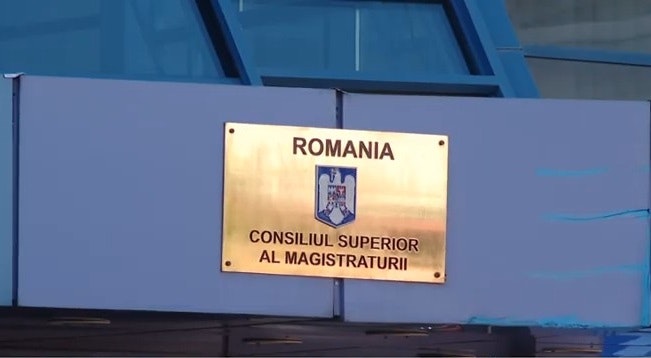 ROMANIA
CONSILIUL SUPERIOR
AL MAGISTRATURII